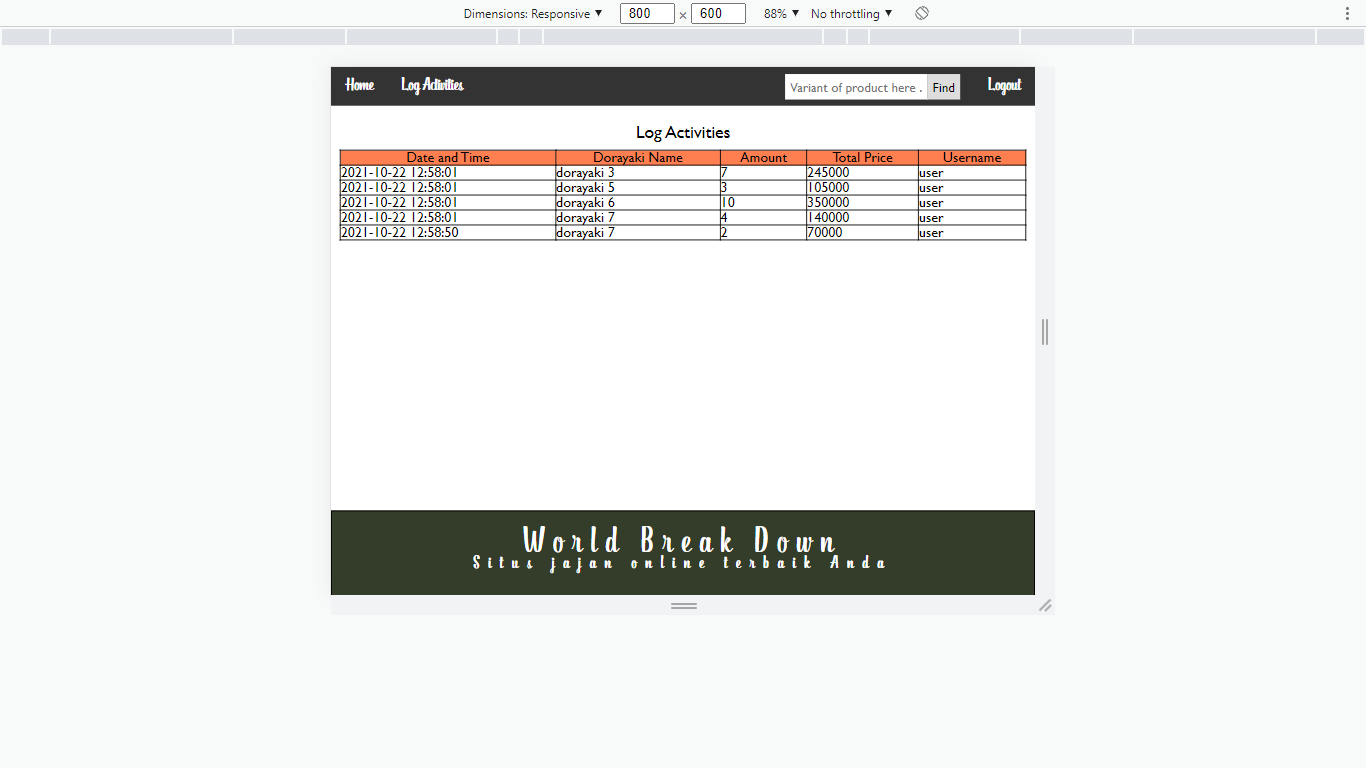 Dimensions: Responsive ▼ 800 × 600 88% ▼ No throttling ▼
Home Log Activities Variant of product here . Find Logout
Log Activities
Date and Time Dorayaki Name Amount Total Price Username
2021-10-22 12:58:01 dorayaki 3 7 245000 user
2021-10-22 12:58:01 dorayaki 5 3 105000 user
2021-10-22 12:58:01 dorayaki 6 10 350000 user
2021-10-22 12:58:01 dorayaki 7 4 140000 user
2021-10-22 12:58:50 dorayaki 7 2 70000 user
World Break Down
Situs jajan online terbaik Anda